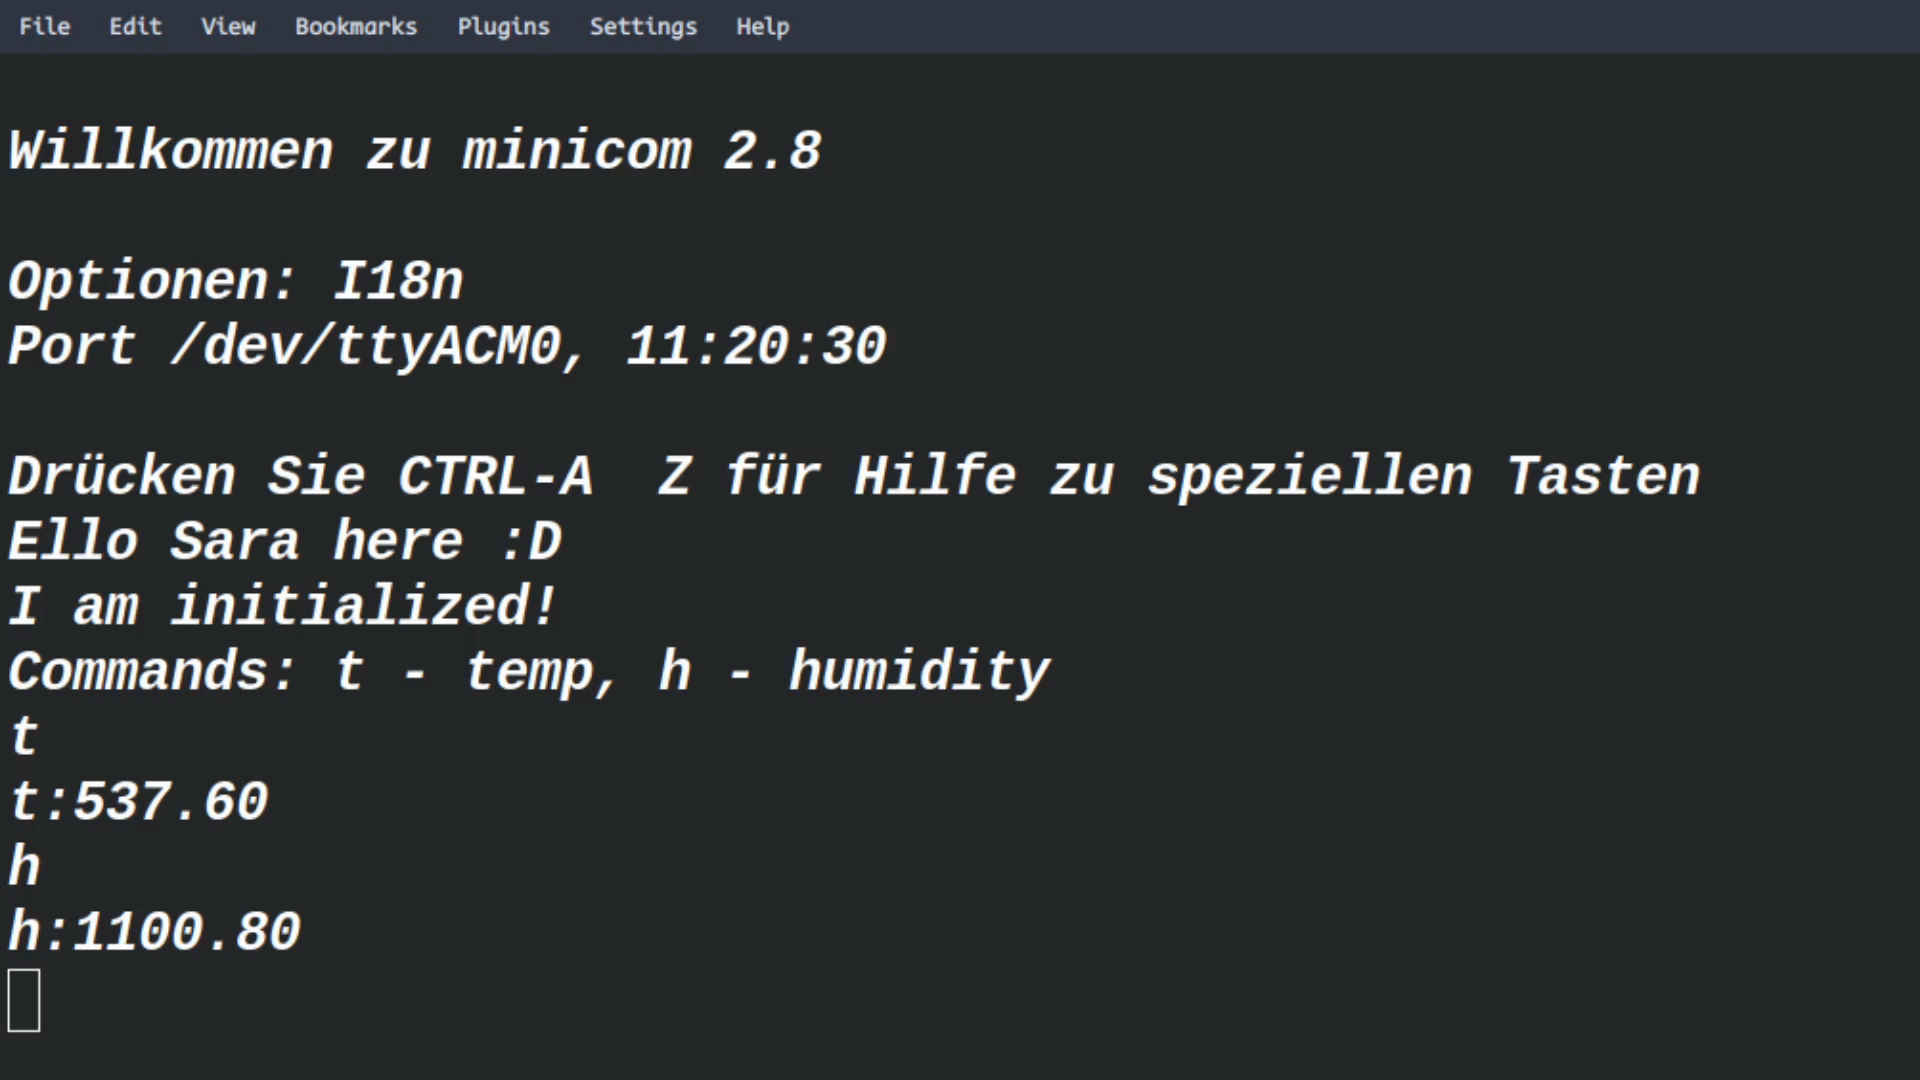 File Edit View Bookmarks Plugins Settings Help
Willkommen zu minicom 2.8
Optionen: I18n
Port /dev/ttyACM0, 11:20:30
Drücken Sie CTRL-A  Z für Hilfe zu speziellen Tasten
Ello Sara here :D
I am initialized!
Commands: t - temp, h - humidity
t
t:537.60
h
h:1100.80